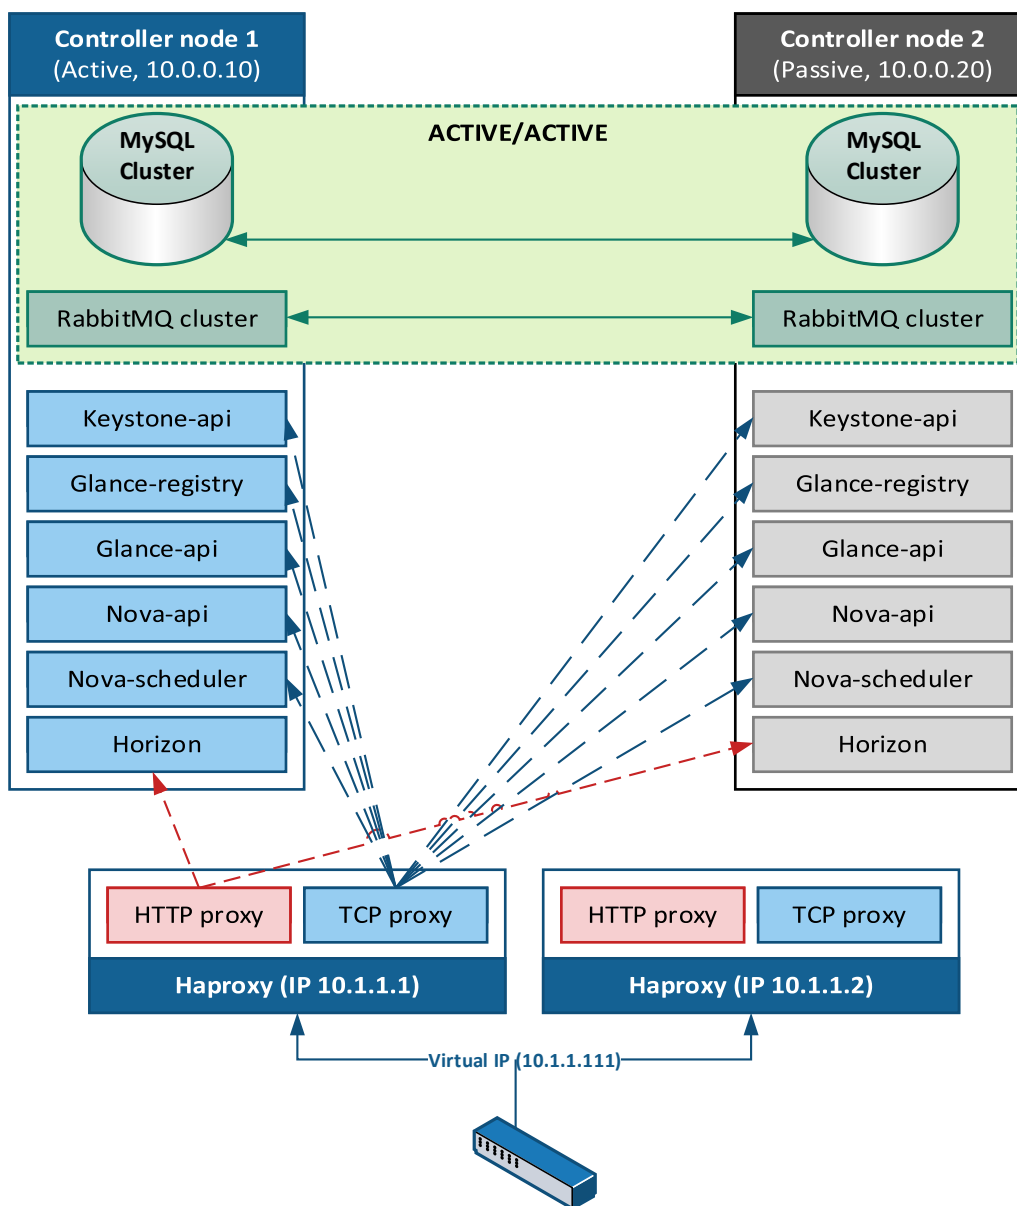 Controller node 1
(Active, 10.0.0.10)
Controller node 2
(Passive, 10.0.0.20)
ACTIVE/ACTIVE
MySQL
Cluster
MySQL
Cluster
RabbitMQ cluster
RabbitMQ cluster
Keystone-api
Glance-registry
Glance-api
Nova-api
Nova-scheduler
Horizon
Keystone-api
Glance-registry
Glance-api
Nova-api
Nova-scheduler
Horizon
HTTP proxy
TCP proxy
Haproxy (IP 10.1.1.1)
HTTP proxy
TCP proxy
Haproxy (IP 10.1.1.2)
Virtual IP (10.1.1.111)